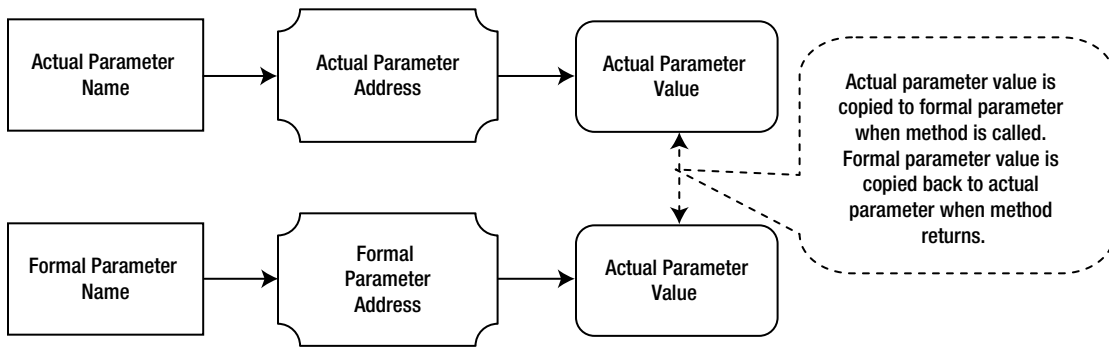 Actual Parameter
Name
Actual Parameter
Address
Actual Parameter
Value
Actual parameter value is
copied to formal parameter
when method is called.
Formal parameter value is
copied back to actual
parameter when method
returns.
Formal Parameter
Name
Formal
Parameter
Address
Actual Parameter
Value